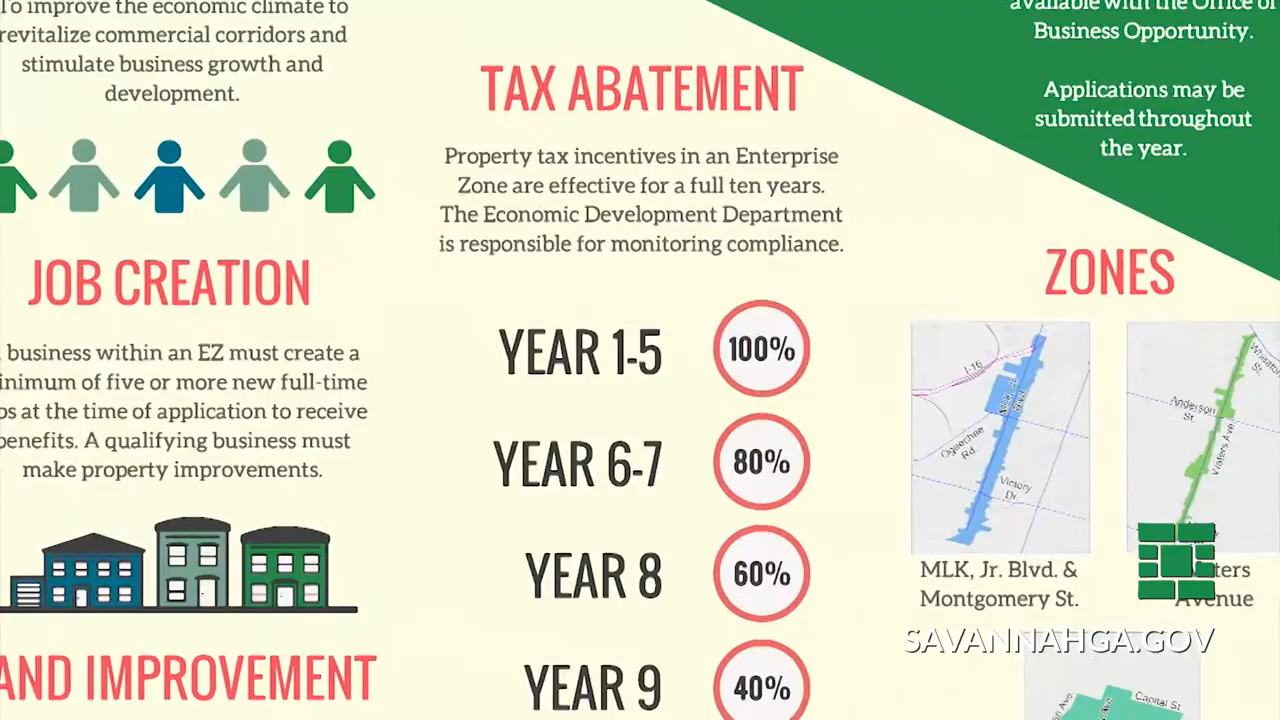 To improve the economic climate to
revitalize commercial corridors and
stimulate business growth and
development.
JOB CREATION
business within an EZ must create a
minimum of five or more new full-time
at the time of application to receive
benefits. A qualifying business must
make property improvements.
AND IMPROVEMENT
TAX ABATEMENT
Property tax incentives in an Enterprise
Zone are effective for a full ten years.
The Economic Development Department
is responsible for monitoring compliance.
YEAR 1-5 100%
YEAR 6-7 80%
YEAR 8 60%
YEAR 9 40%
available with the Office of
Business Opportunity.
Applications may be
submitted throughout
the year.
ZONES
I-16
Ogeechee
Rd.
Victory
Dr.
MLK, Jr. Blvd. &
Montgomery St.
Wheaton
St.
Anderson
St.
Waters Ave.
Waters
Avenue
SAVANNAHGA.GOV
Capital St